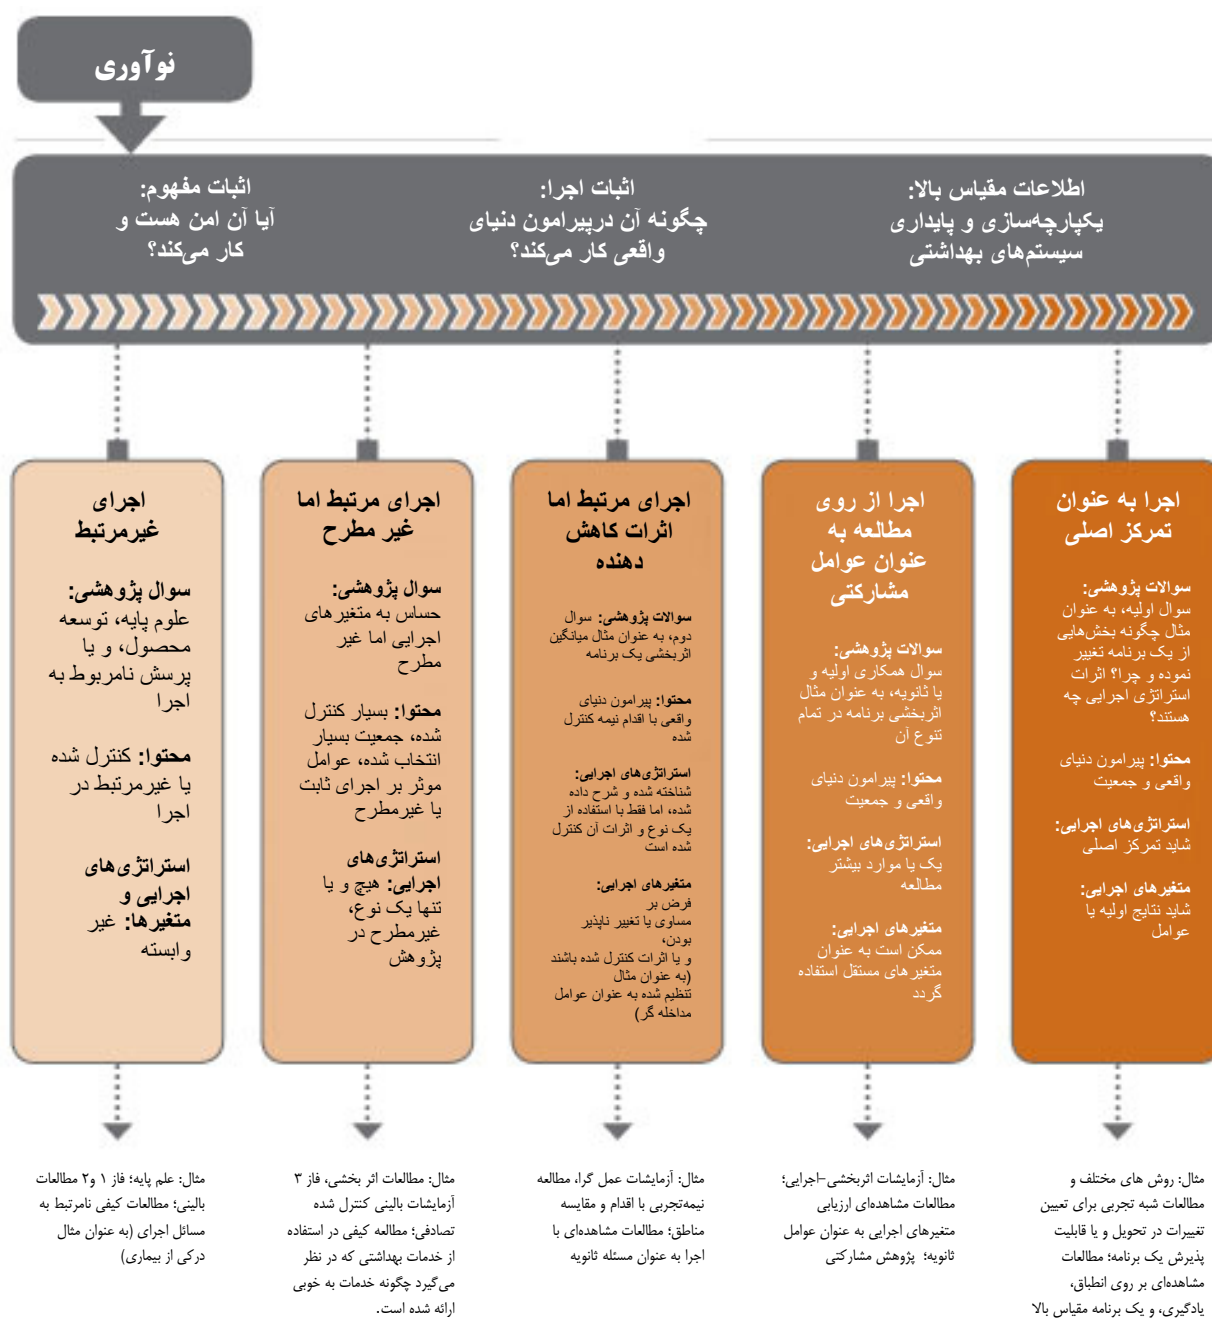 نوآوری
اثبات مفهوم:
آیا آن امن هست و
کار می‌کند؟
اثبات اجرا:
چگونه آن درپیرامون دنیای
واقعی کار می‌کند؟
اطلاعات مقیاس بالا:
یکپارچه‌سازی و پایداری
سیستم‌های بهداشتی
اجرای
غیرمرتبط
سوال پژوهشی:
علوم پایه، توسعه
محصول، و یا
پرسش نامربوط به
اجرا
محتوا: کنترل شده
یا غیرمرتبط در
اجرا
استراتژی‌های
اجرایی و
متغیرها: غیر
وابسته
اجرای مرتبط اما
غیر مطرح
سوال پژوهشی:
حساس به متغیرهای
اجرایی اما غیر
مطرح
محتوا: بسیار کنترل
شده، جمعیت بسیار
انتخاب شده، عوامل
موثر بر اجرای ثابت
یا غیرمطرح
استراتژی‌های
اجرایی: هیچ و یا
تنها یک نوع،
غیرمطرح در
پژوهش
اجرای مرتبط اما
اثرات کاهش
دهنده
سوالات پژوهشی: سوال
دوم، به عنوان مثال میانگین
اثربخشی یک برنامه
محتوا: پیرامون دنیای
واقعی با اقدام نیمه کنترل
شده
استراتژی‌های اجرایی:
شناخته شده و شرح داده
شده، اما فقط با استفاده از
یک نوع و اثرات آن کنترل
شده است
متغیرهای اجرایی:
فرض بر
مساوی یا تغییر ناپذیر
بودن،
و یا اثرات کنترل شده باشند
(به عنوان مثال
تنظیم شده به عنوان عوامل
مداخله گر)
اجرا از روی
مطالعه به
عنوان عوامل
مشارکتی
سوالات پژوهشی:
سوال همکاری اولیه و
یا ثانویه، به عنوان مثال
اثربخشی برنامه در تمام
تنوع آن
محتوا: پیرامون دنیای
واقعی و جمعیت
استراتژی‌های اجرایی:
یک یا موارد بیشتر
مطالعه
متغیرهای اجرایی:
ممکن است به عنوان
متغیرهای مستقل استفاده
گردد
اجرا به عنوان
تمرکز اصلی
سوالات پژوهشی:
سوال اولیه، به عنوان
مثال چگونه بخش‌هایی
از یک برنامه تغییر
نموده و چرا؟ اثرات
استراتژی اجرایی چه
هستند؟
محتوا: پیرامون دنیای
واقعی و جمعیت
استراتژی‌های اجرایی:
شاید تمرکز اصلی
متغیرهای اجرایی:
شاید نتایج اولیه یا
عوامل
مثال: علم پایه؛ فاز ۱ و۲ مطالعات
بالینی؛ مطالعات کیفی نامرتبط به
مسائل اجرای (به عنوان مثال
درکی از بیماری)
مثال: مطالعات اثر بخشی، فاز ۳
آزمایشات بالینی کنترل شده
تصادفی؛ مطالعه کیفی در استفاده
از خدمات بهداشتی که در نظر
می‌گیرد چگونه خدمات به خوبی
ارائه شده است.
مثال: آزمایشات عمل گرا، مطالعه
نیمه‌تجربی با اقدام و مقایسه
مناطق؛ مطالعات مشاهده‌ای با
اجرا به عنوان مسئله ثانویه
مثال: آزمایشات اثربخشی-اجرایی؛
مطالعات مشاهده‌ای ارزیابی
متغیرهای اجرایی به عنوان عوامل
ثانویه؛ پژوهش مشارکتی
مثال: روش های مختلف و
مطالعات شبه تجربی برای تعیین
تغییرات در تحویل و یا قابلیت
پذیرش یک برنامه؛ مطالعات
مشاهده‌ای بر روی انطباق،
یادگیری، و یک برنامه مقیاس بالا